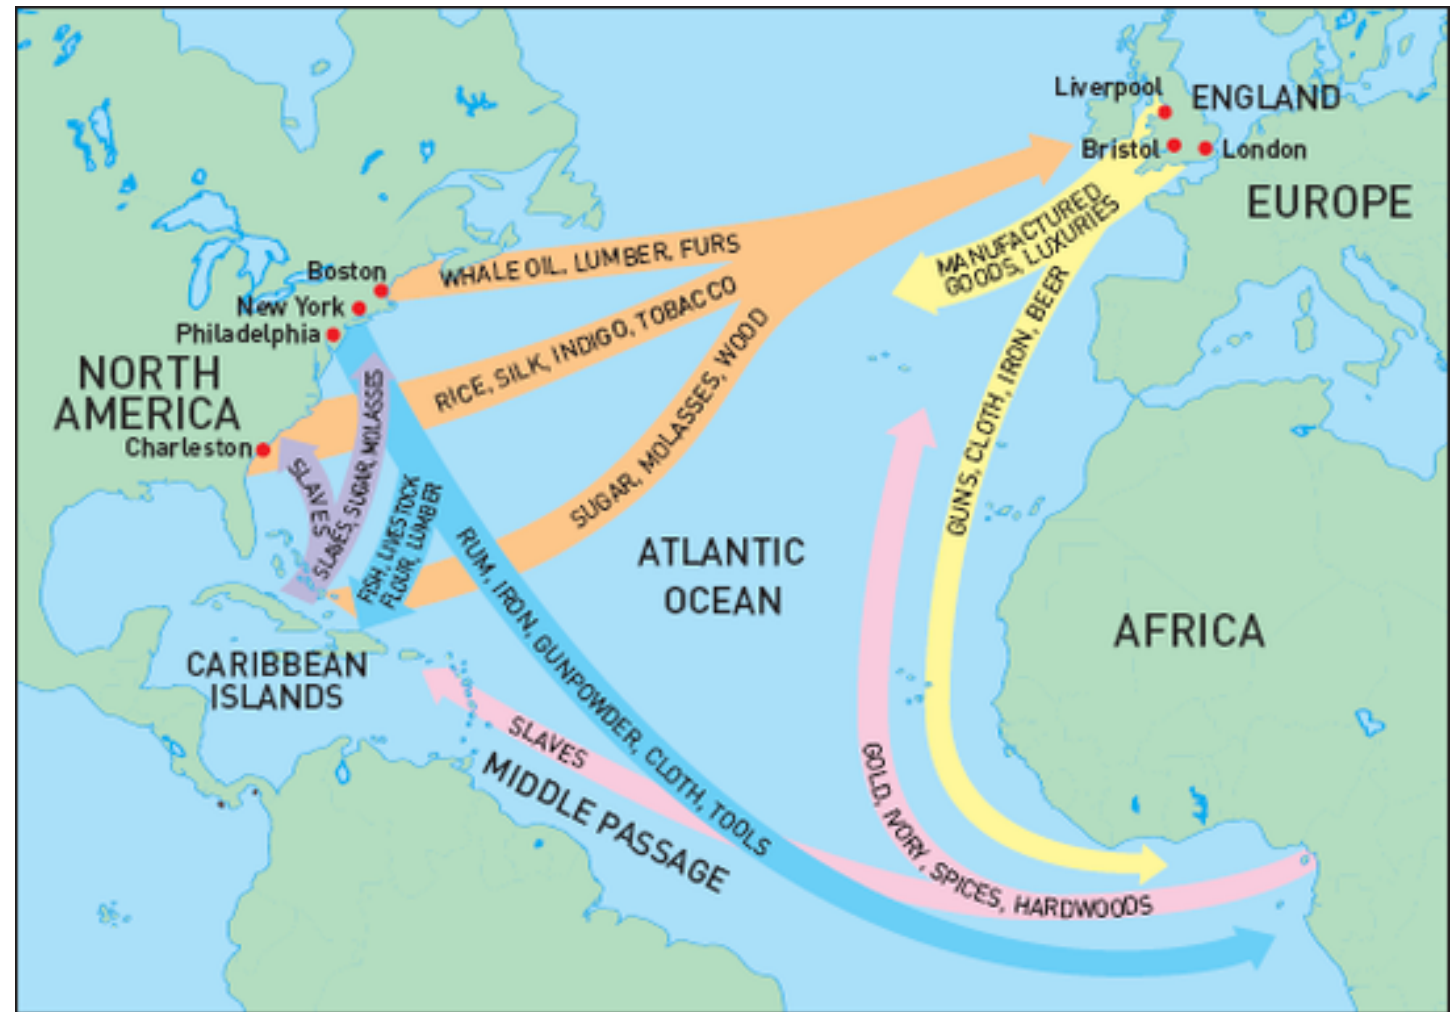 Liverpool
ENGLAND
Bristol
London
EUROPE
MANUFACTURED
GOODS, LUXURIES
WHALE OIL, LUMBER, FURS
Boston
New York
Philadelphia
RICE, SILK, INDIGO, TOBACCO
GUNS, CLOTH, IRON, BEER
NORTH
AMERICA
Charleston
SUGAR, MOLASSES, WOOD
SLAVES
SLAVES, SUGAR, MOLASSES
FISH, LIVESTOCK
FLOUR, LUMBER
RUM, IRON, GUNPOWDER, CLOTH, TOOLS
ATLANTIC
OCEAN
AFRICA
CARIBBEAN
ISLANDS
SLAVES
MIDDLE PASSAGE
GOLD, IVORY, SPICES, HARDWOODS